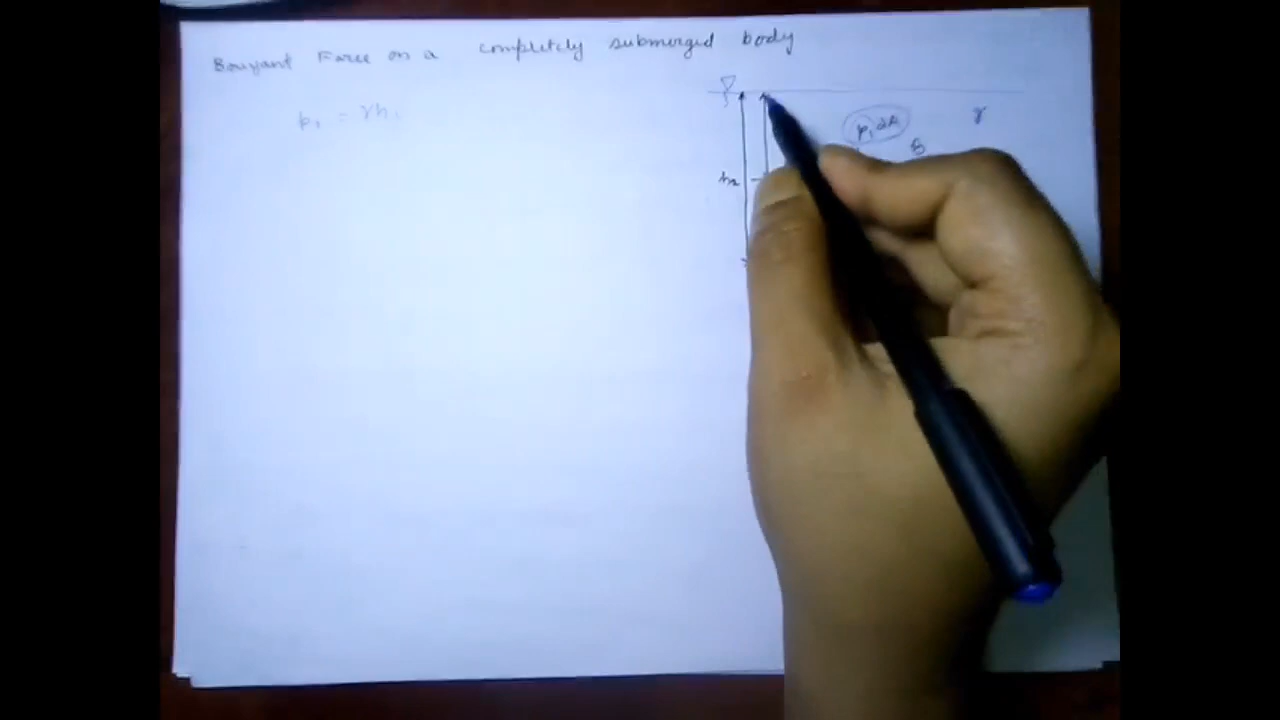 Bouyant Force on a completely submerged body
p₁ = γh₁
p₁dA
γ
B
h₂